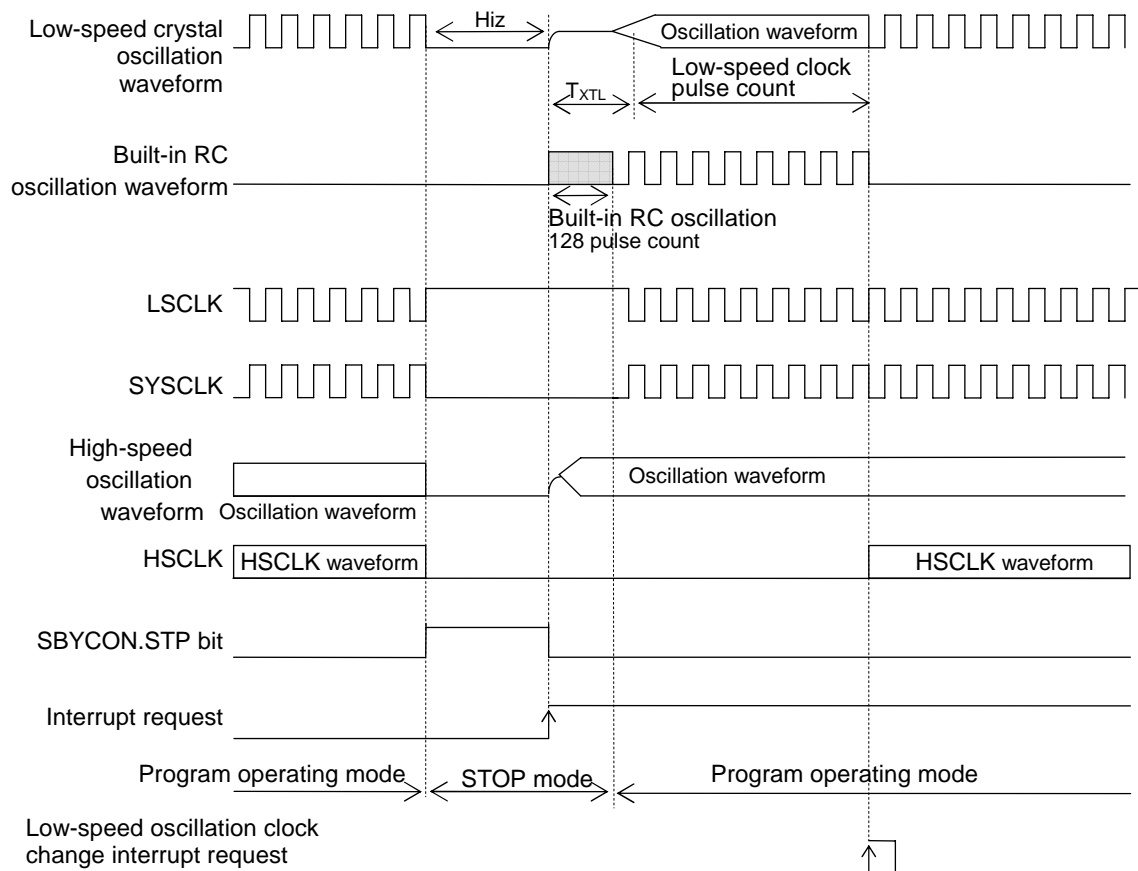 Low-speed crystal
oscillation
waveform
Hiz
Oscillation waveform
TXTL
Low-speed clock
pulse count
Built-in RC
oscillation waveform
Built-in RC oscillation
128 pulse count
LSCLK
SYSCLK
High-speed
oscillation
waveform
Oscillation waveform
Oscillation waveform
HSCLK
HSCLK waveform
HSCLK waveform
SBYCON.STP bit
Interrupt request
Program operating mode
STOP mode
Program operating mode
Low-speed oscillation clock
change interrupt request